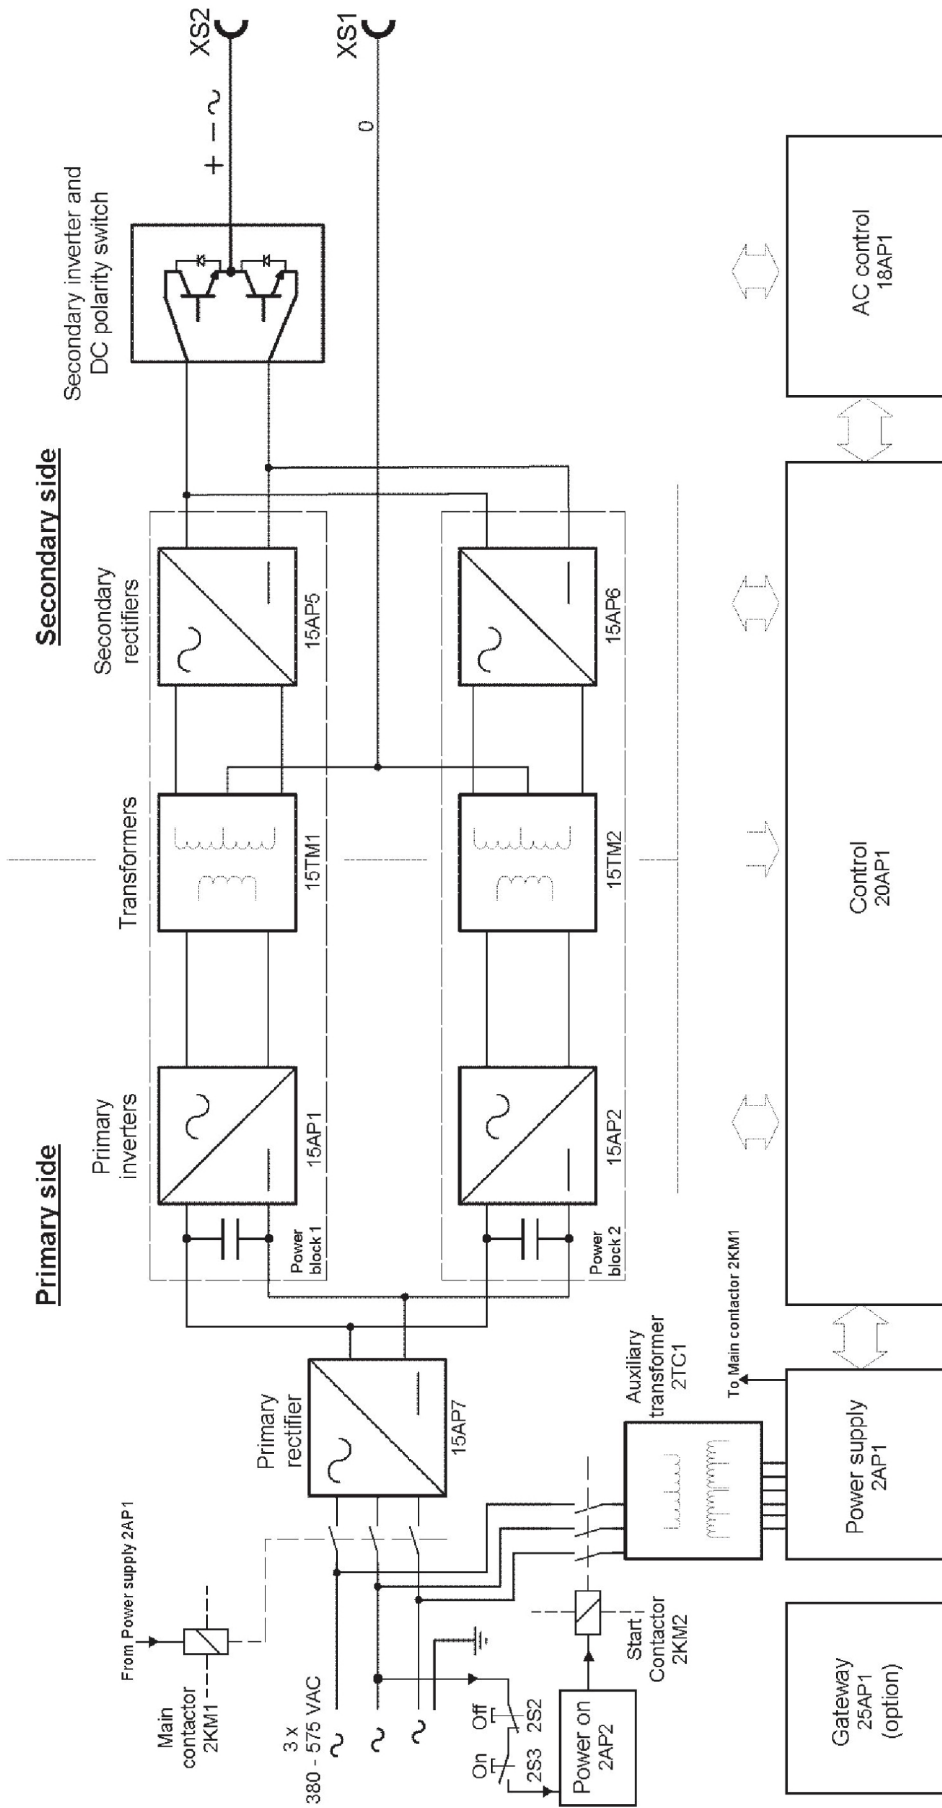 Primary side
Secondary side
From Power supply 2AP1
Main
contactor
2KM1
3 x
380 - 575 VAC
Primary
rectifier
15AP7
Primary
inverters
15AP1
Power
block 1
Transformers
15TM1
Secondary
rectifiers
15AP5
Secondary inverter and
DC polarity switch
+ – ~
XS2
0
XS1
15AP2
Power
block 2
15TM2
15AP6
Off
2S2
On
2S3
Power on
2AP2
Start
Contactor
2KM2
Auxiliary
transformer
2TC1
To Main contactor 2KM1
Gateway
25AP1
(option)
Power supply
2AP1
Control
20AP1
AC control
18AP1